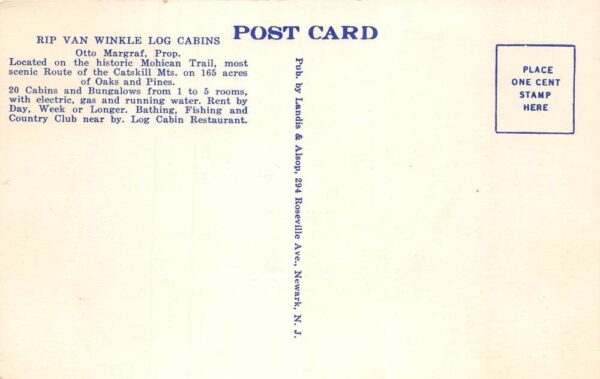 RIP VAN WINKLE LOG CABINS
Otto Margraf, Prop.
Located on the historic Mohican Trail, most
scenic Route of the Catskill Mts. on 165 acres
of Oaks and Pines.
20 Cabins and Bungalows from 1 to 5 rooms,
with electric, gas and running water. Rent by
Day, Week or Longer. Bathing, Fishing and
Country Club near by. Log Cabin Restaurant.
POST CARD
Pub. by Landis & Alsop, 294 Roseville Ave., Newark, N. J.
PLACE
ONE CENT
STAMP
HERE